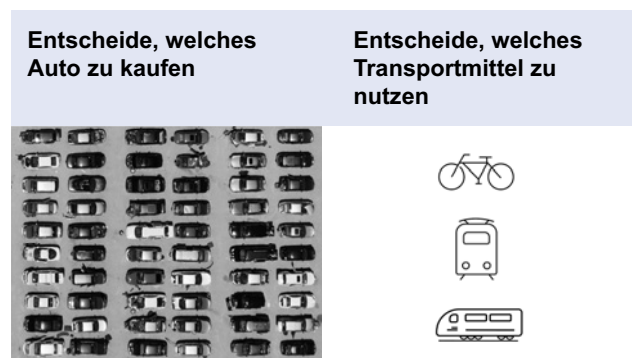 Entscheide, welches
Auto zu kaufen
Entscheide, welches
Transportmittel zu
nutzen